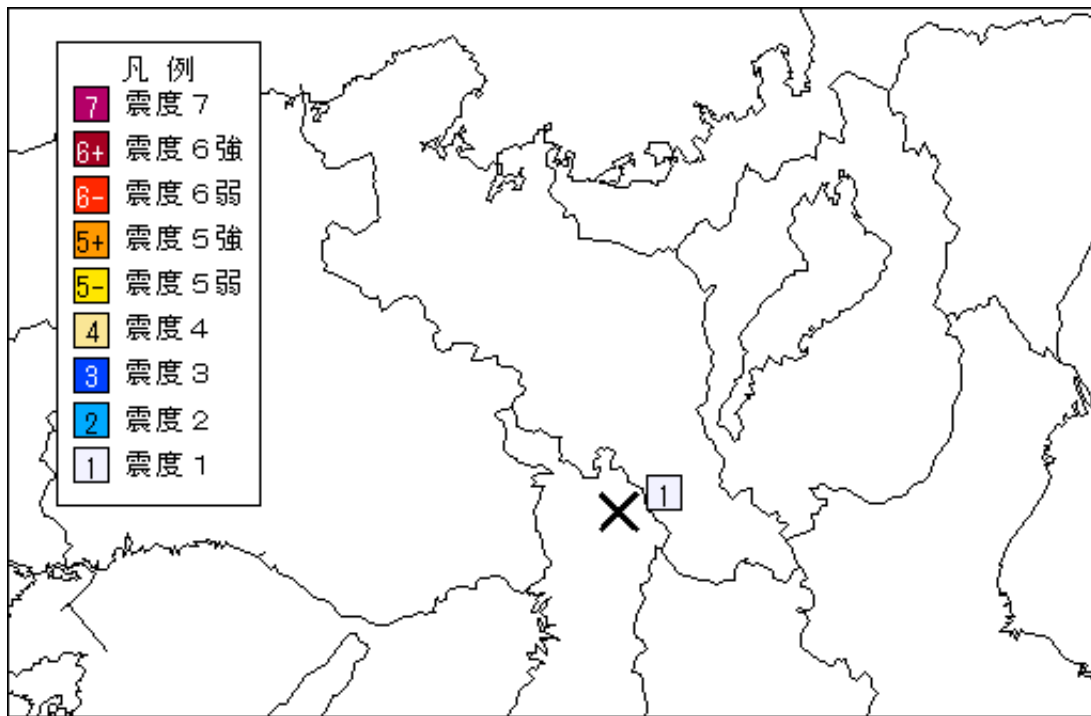 凡 例
7 震度７
6+ 震度６強
6- 震度６弱
5+ 震度５強
5- 震度５弱
4 震度４
3 震度３
2 震度２
1 震度１
1